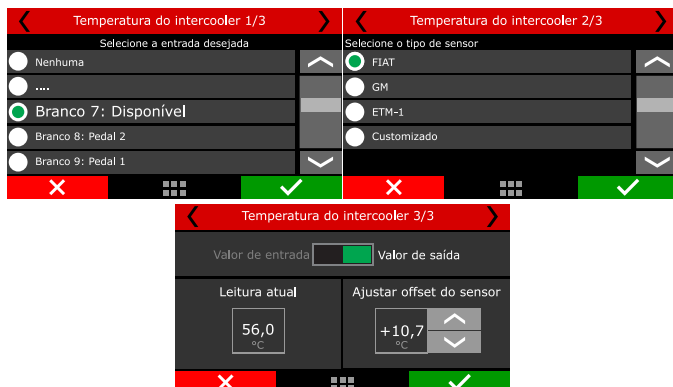 Temperatura do intercooler 1/3
Selecione a entrada desejada
Nenhuma
....
Branco 7: Disponível
Branco 8: Pedal 2
Branco 9: Pedal 1
Temperatura do intercooler 2/3
Selecione o tipo de sensor
FIAT
GM
ETM-1
Customizado
Temperatura do intercooler 3/3
Valor de entrada Valor de saída
Leitura atual
56,0
°C
Ajustar offset do sensor
+10,7
°C